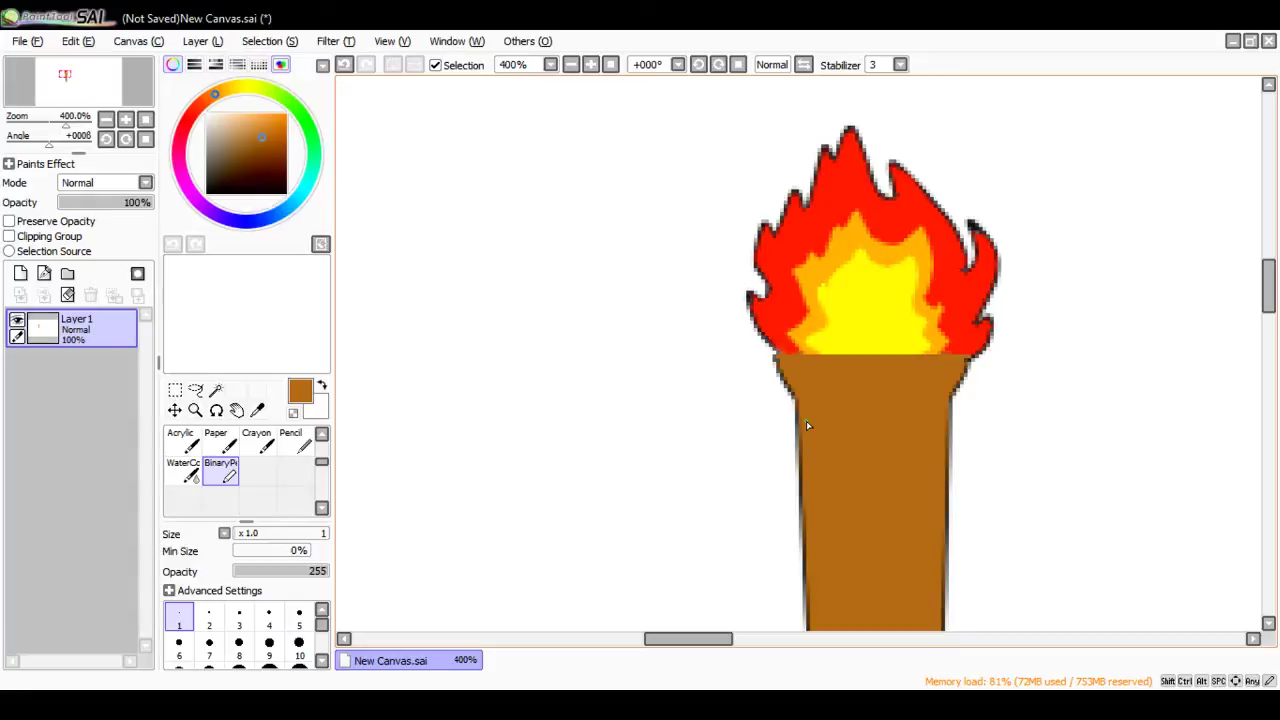 PaintTool SAI (Not Saved)New Canvas.sai (*)
File (F) Edit (E) Canvas (C) Layer (L) Selection (S) Filter (T) View (V) Window (W) Others (O)
Selection 400% +000° Normal Stabilizer 3
Zoom 400.0%
Angle +000ß
Paints Effect
Mode Normal
Opacity 100%
Preserve Opacity
Clipping Group
Selection Source
Layer1
Normal
100%
Acrylic Paper Crayon Pencil
WaterCo BinaryPe
Size x 1.0 1
Min Size 0%
Opacity 255
Advanced Settings
1 2 3 4 5
6 7 8 9 10
New Canvas.sai 400%
Memory load: 81% (72MB used / 753MB reserved) Shift Ctrl Alt SPC Any